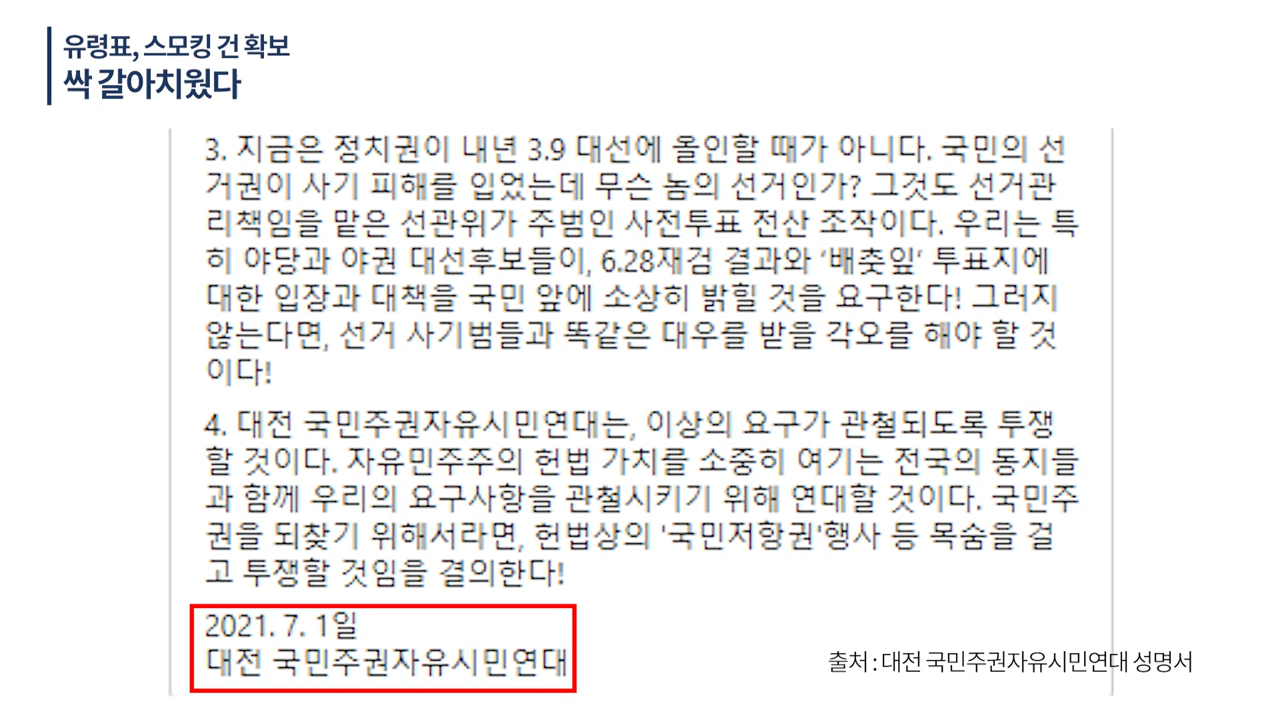 유령표, 스모킹 건 확보
싹 갈아치웠다
3. 지금은 정치권이 내년 3.9 대선에 올인할 때가 아니다. 국민의 선
거권이 사기 피해를 입었는데 무슨 놈의 선거인가? 그것도 선거관
리책임을 맡은 선관위가 주범인 사전투표 전산 조작이다. 우리는 특
히 야당과 야권 대선후보들이, 6.28재검 결과와 ‘배춧잎’ 투표지에
대한 입장과 대책을 국민 앞에 소상히 밝힐 것을 요구한다! 그러지
않는다면, 선거 사기범들과 똑같은 대우를 받을 각오를 해야 할 것
이다!
4. 대전 국민주권자유시민연대는, 이상의 요구가 관철되도록 투쟁
할 것이다. 자유민주주의 헌법 가치를 소중히 여기는 전국의 동지들
과 함께 우리의 요구사항을 관철시키기 위해 연대할 것이다. 국민주
권을 되찾기 위해서라면, 헌법상의 '국민저항권'행사 등 목숨을 걸
고 투쟁할 것임을 결의한다!
2021. 7. 1일
대전 국민주권자유시민연대
출처 : 대전 국민주권자유시민연대 성명서